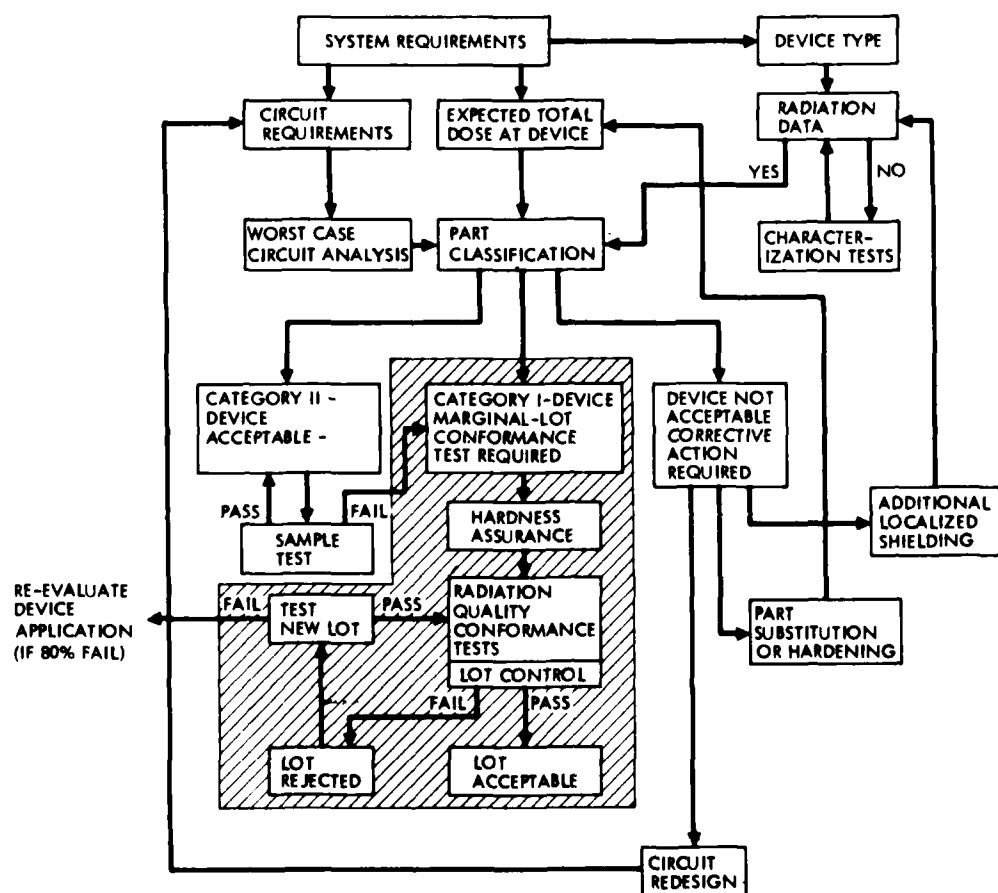 SYSTEM REQUIREMENTS
DEVICE TYPE
CIRCUIT
REQUIREMENTS
EXPECTED TOTAL
DOSE AT DEVICE
RADIATION
DATA
YES
NO
WORST CASE
CIRCUIT ANALYSIS
PART
CLASSIFICATION
CHARACTER-
IZATION TESTS
CATEGORY II -
DEVICE
ACCEPTABLE -
CATEGORY I-DEVICE
MARGINAL-LOT
CONFORMANCE
TEST REQUIRED
DEVICE NOT
ACCEPTABLE
CORRECTIVE
ACTION
REQUIRED
PASS
FAIL
SAMPLE
TEST
HARDNESS
ASSURANCE
ADDITIONAL
LOCALIZED
SHIELDING
RE-EVALUATE
DEVICE
APPLICATION
(IF 80% FAIL)
FAIL
TEST
NEW LOT
PASS
RADIATION
QUALITY
CONFORMANCE
TESTS
LOT CONTROL
PART
SUBSTITUTION
OR HARDENING
FAIL
PASS
LOT
REJECTED
LOT
ACCEPTABLE
CIRCUIT
REDESIGN